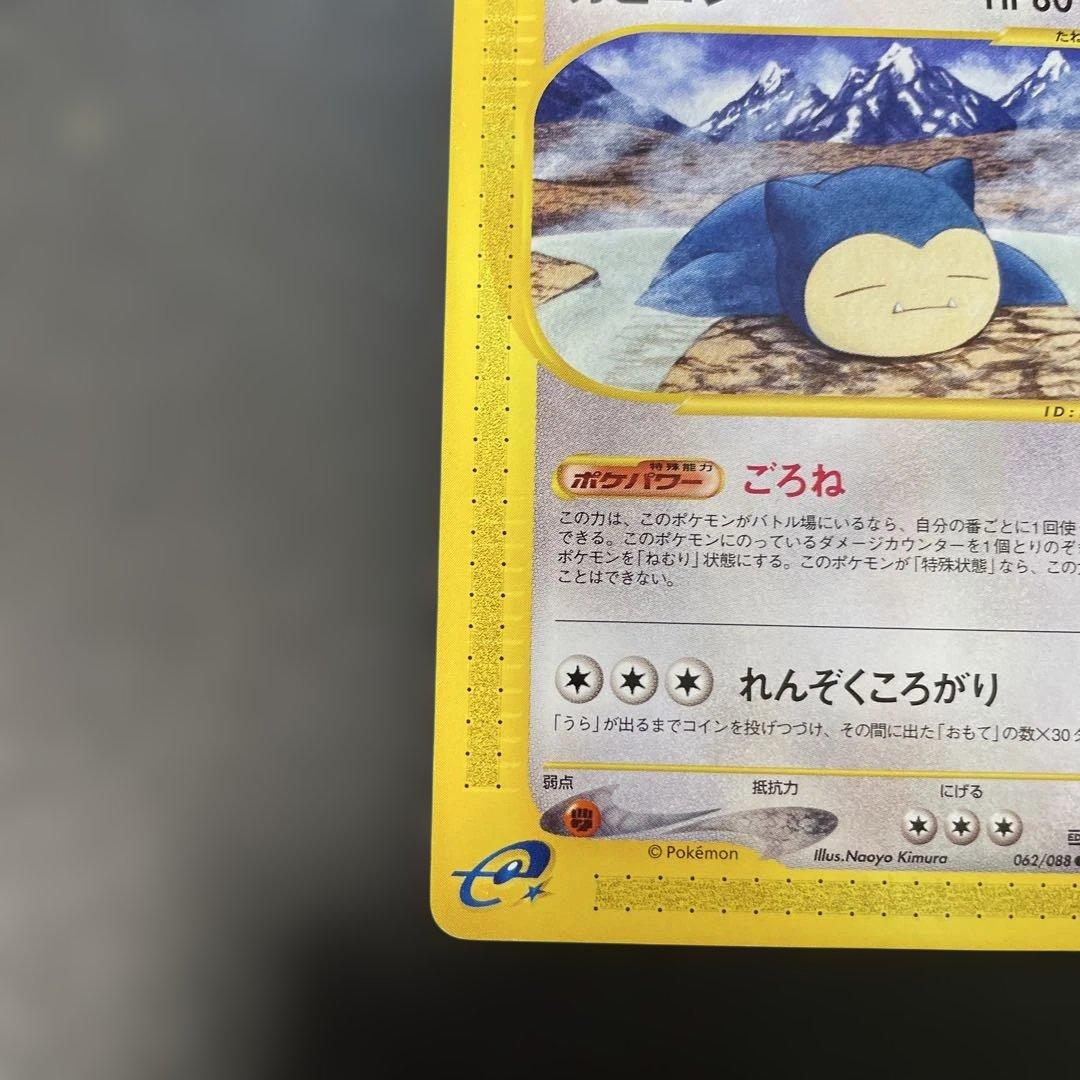 HP 80
たね
ID:
特殊能力
ポケパワー ごろね
この力は、このポケモンがバトル場にいるなら、自分の番ごとに1回使
できる。このポケモンにのっているダメージカウンターを1個とりのぞ
ポケモンを「ねむり」状態にする。このポケモンが「特殊状態」なら、この
ことはできない。
れんぞくころがり
「うら」が出るまでコインを投げつづけ、その間に出た「おもて」の数×30ダ
弱点 抵抗力 にげる
© Pokémon Illus.Naoyo Kimura 062/088